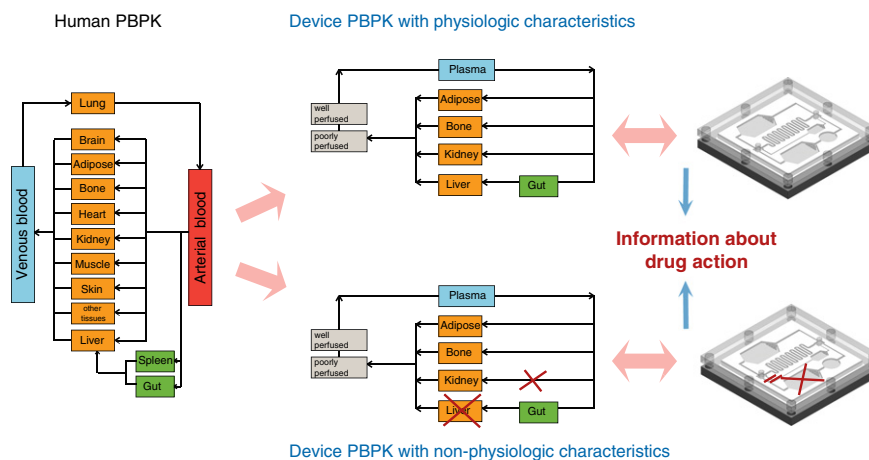 Human PBPK
Device PBPK with physiologic characteristics
Venous blood
Lung
Brain
Adipose
Bone
Heart
Kidney
Muscle
Skin
other
tissues
Liver
Spleen
Gut
Arterial blood
Plasma
well
perfused
poorly
perfused
Adipose
Bone
Kidney
Liver
Gut
Information about
drug action
Plasma
well
perfused
poorly
perfused
Adipose
Bone
Kidney
Liver
Gut
Device PBPK with non-physiologic characteristics